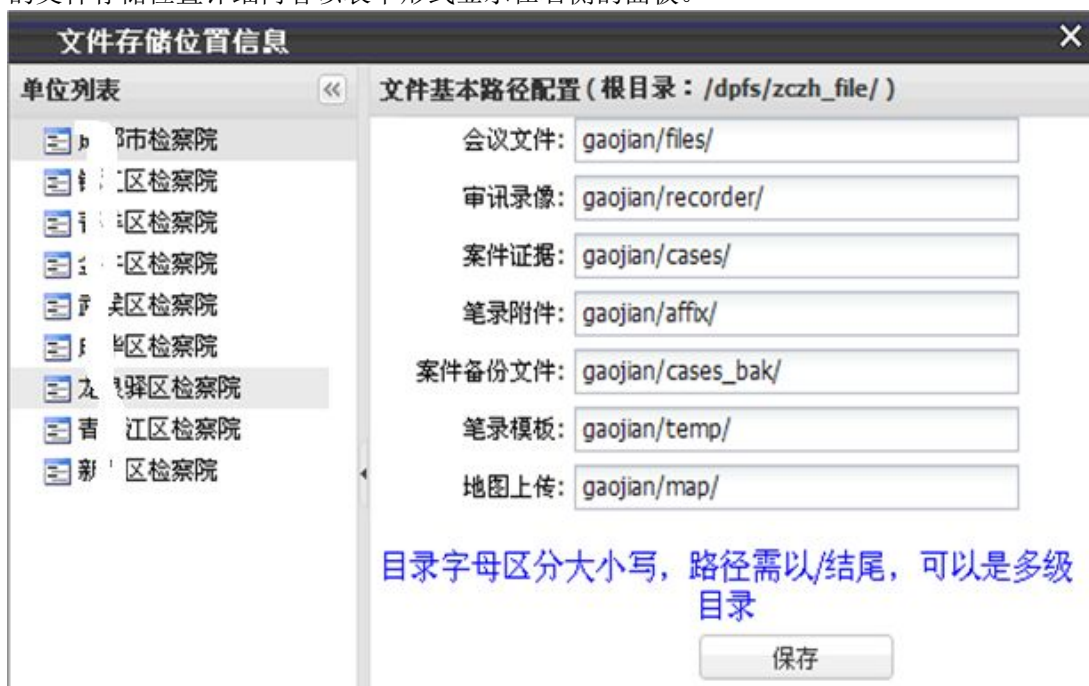 文件存储位置信息
单位列表
市检察院
区检察院
区检察院
区检察院
区检察院
区检察院
驿区检察院
青 江区检察院
新 区检察院
文件基本路径配置 ( 根目录：/dpfs/zczh_file/ )
会议文件: gaojian/files/
审讯录像: gaojian/recorder/
案件证据: gaojian/cases/
笔录附件: gaojian/affix/
案件备份文件: gaojian/cases_bak/
笔录模板: gaojian/temp/
地图上传: gaojian/map/
目录字母区分大小写，路径需以/结尾，可以是多级
目录
保存